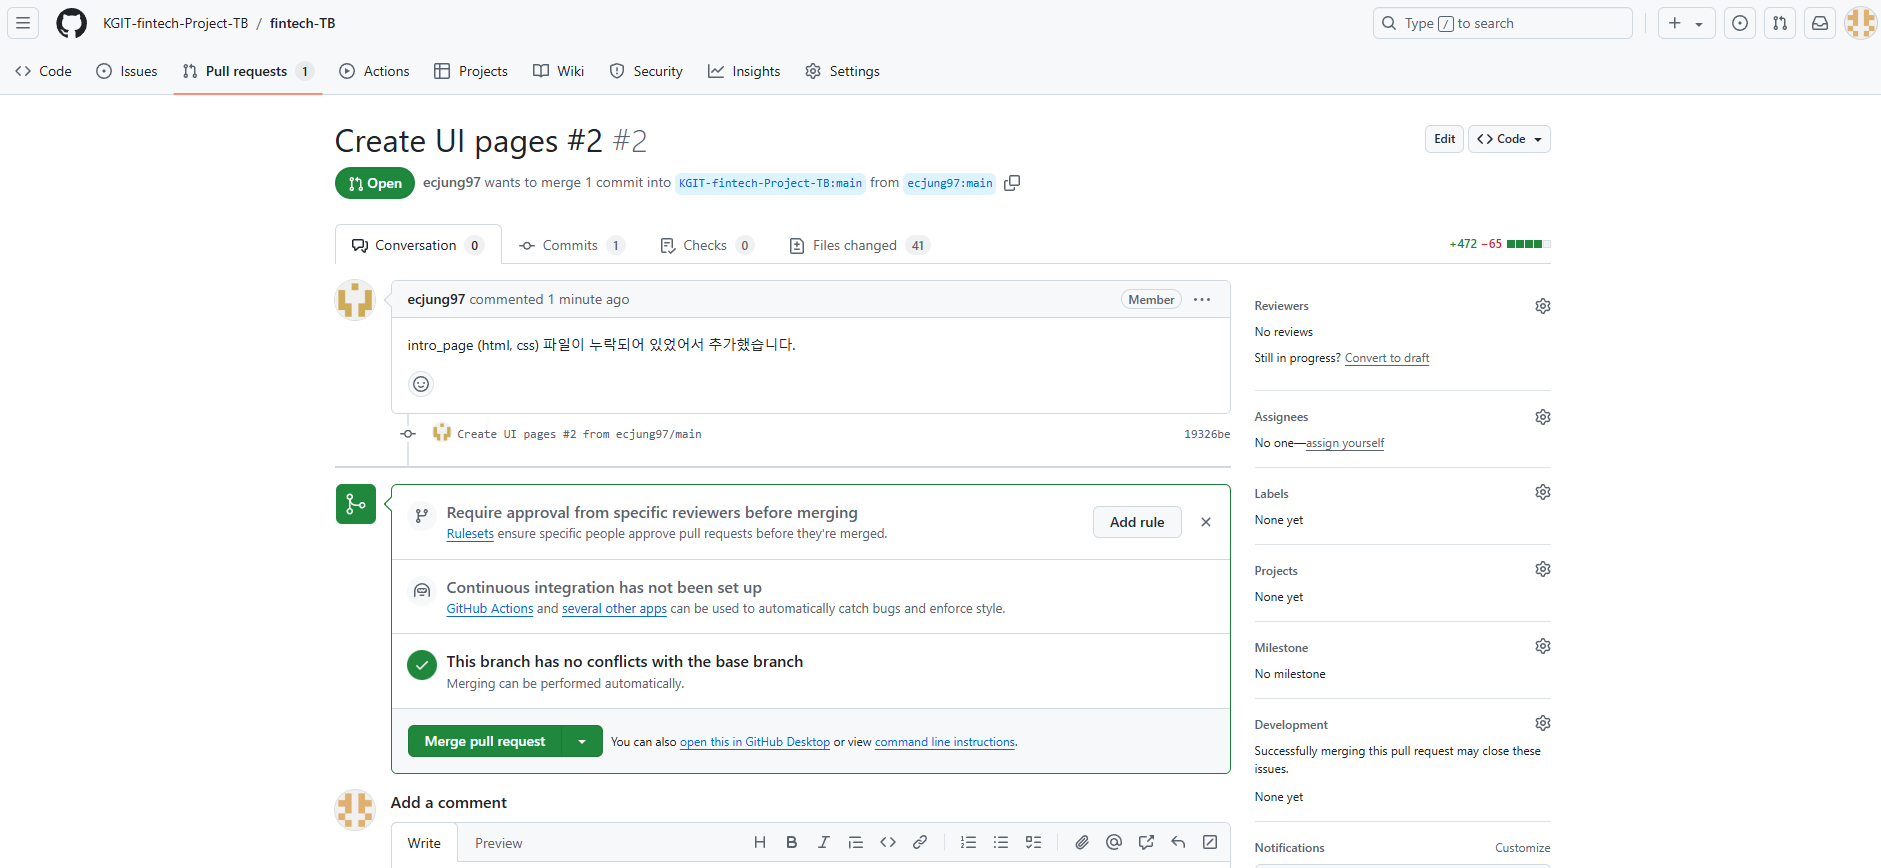 KGIT-fintech-Project-TB / fintech-TB
Type / to search
Code Issues Pull requests 1 Actions Projects Wiki Security Insights Settings
Create UI pages #2 #2
Edit Code
Open ecjung97 wants to merge 1 commit into KGIT-fintech-Project-TB:main from ecjung97:main
Conversation 0 Commits 1 Checks 0 Files changed 41
+472 −65
ecjung97 commented 1 minute ago
Member
intro_page (html, css) 파일이 누락되어 있었어서 추가했습니다.
Create UI pages #2 from ecjung97/main
19326be
Require approval from specific reviewers before merging
Rulesets ensure specific people approve pull requests before they're merged.
Add rule
Continuous integration has not been set up
GitHub Actions and several other apps can be used to automatically catch bugs and enforce style.
This branch has no conflicts with the base branch
Merging can be performed automatically.
Merge pull request
You can also open this in GitHub Desktop or view command line instructions.
Add a comment
Write Preview
Reviewers
No reviews
Still in progress? Convert to draft
Assignees
No one—assign yourself
Labels
None yet
Projects
None yet
Milestone
No milestone
Development
Successfully merging this pull request may close these
issues.
None yet
Notifications Customize